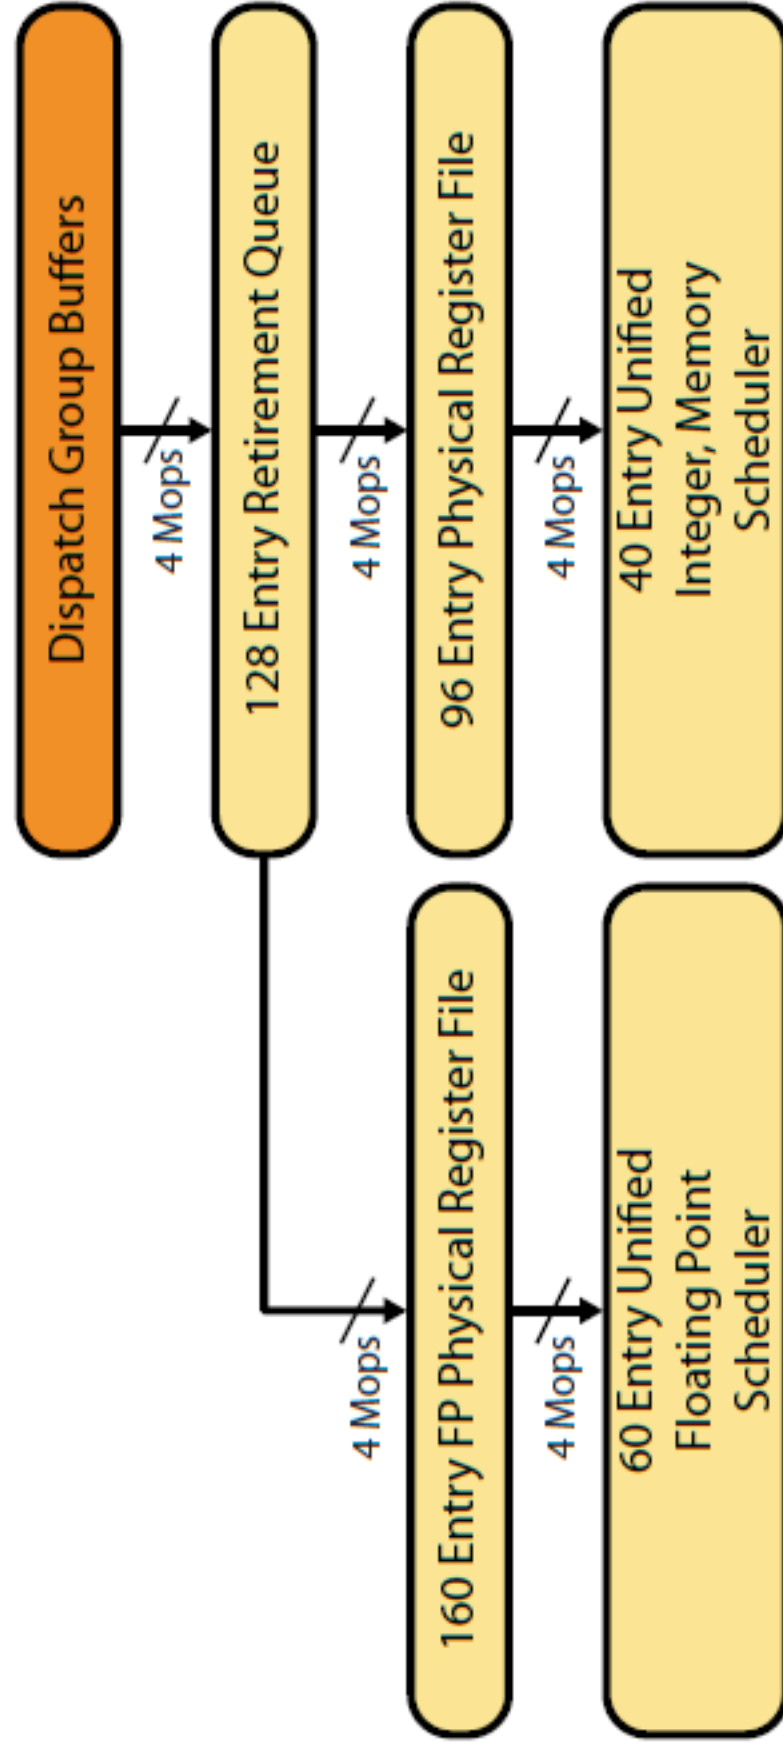 Dispatch Group Buffers
4 Mops
128 Entry Retirement Queue
4 Mops
4 Mops
160 Entry FP Physical Register File
96 Entry Physical Register File
4 Mops
4 Mops
60 Entry Unified
Floating Point
Scheduler
40 Entry Unified
Integer, Memory
Scheduler